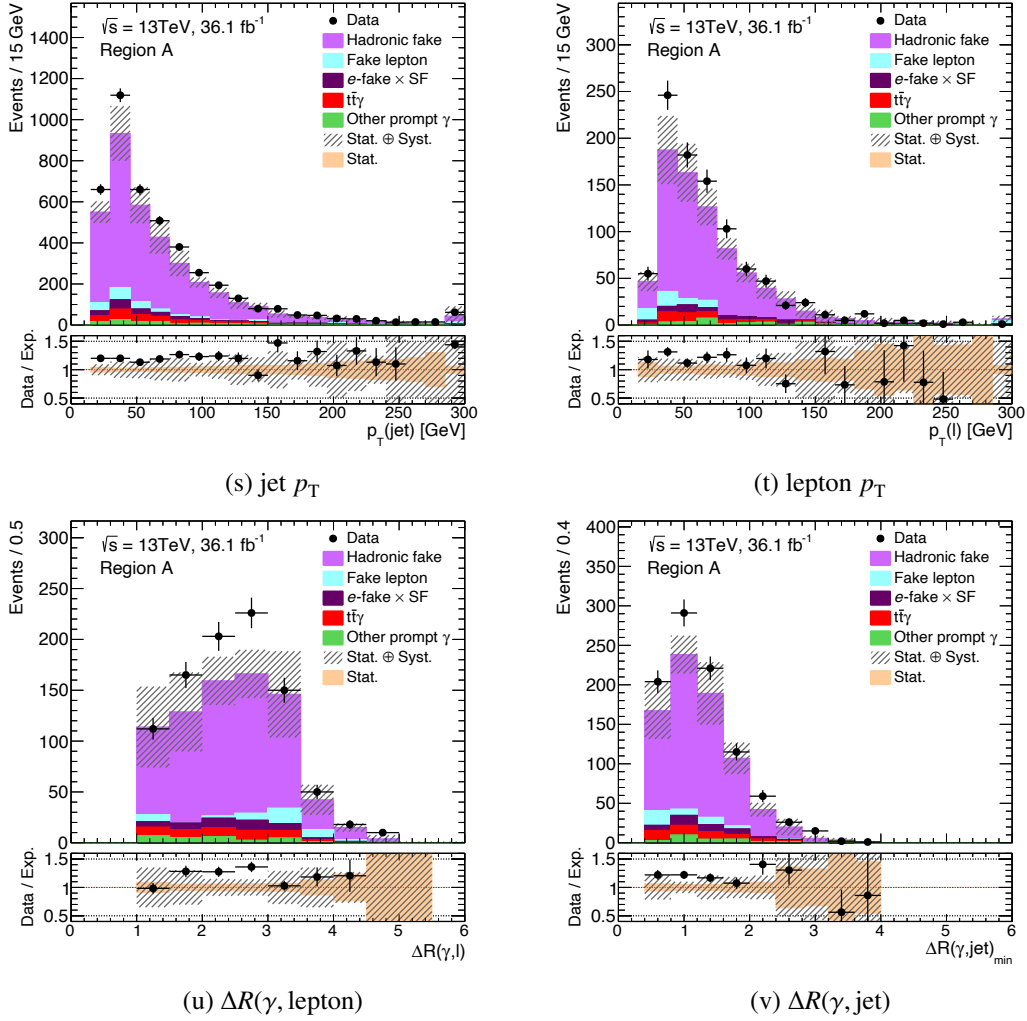 Events / 15 GeV
1600
1400
1200
1000
800
600
400
200
0
√s = 13TeV, 36.1 fb⁻¹
Region A
Data
Hadronic fake
Fake lepton
e-fake × SF
tt̄γ
Other prompt γ
Stat. ⊕ Syst.
Stat.
Data / Exp.
1.5
1
0.5
0 50 100 150 200 250 300
p_T(jet) [GeV]
(s) jet p_T
Events / 15 GeV
350
300
250
200
150
100
50
0
√s = 13TeV, 36.1 fb⁻¹
Region A
Data
Hadronic fake
Fake lepton
e-fake × SF
tt̄γ
Other prompt γ
Stat. ⊕ Syst.
Stat.
Data / Exp.
1.5
1
0.5
0 50 100 150 200 250 300
p_T(l) [GeV]
(t) lepton p_T
Events / 0.5
300
250
200
150
100
50
0
√s = 13TeV, 36.1 fb⁻¹
Region A
Data
Hadronic fake
Fake lepton
e-fake × SF
tt̄γ
Other prompt γ
Stat. ⊕ Syst.
Stat.
Data / Exp.
1.5
1
0.5
0 1 2 3 4 5 6
ΔR(γ,l)
(u) ΔR(γ, lepton)
Events / 0.4
400
350
300
250
200
150
100
50
0
√s = 13TeV, 36.1 fb⁻¹
Region A
Data
Hadronic fake
Fake lepton
e-fake × SF
tt̄γ
Other prompt γ
Stat. ⊕ Syst.
Stat.
Data / Exp.
1.5
1
0.5
0 1 2 3 4 5 6
ΔR(γ,jet)_min
(v) ΔR(γ, jet)